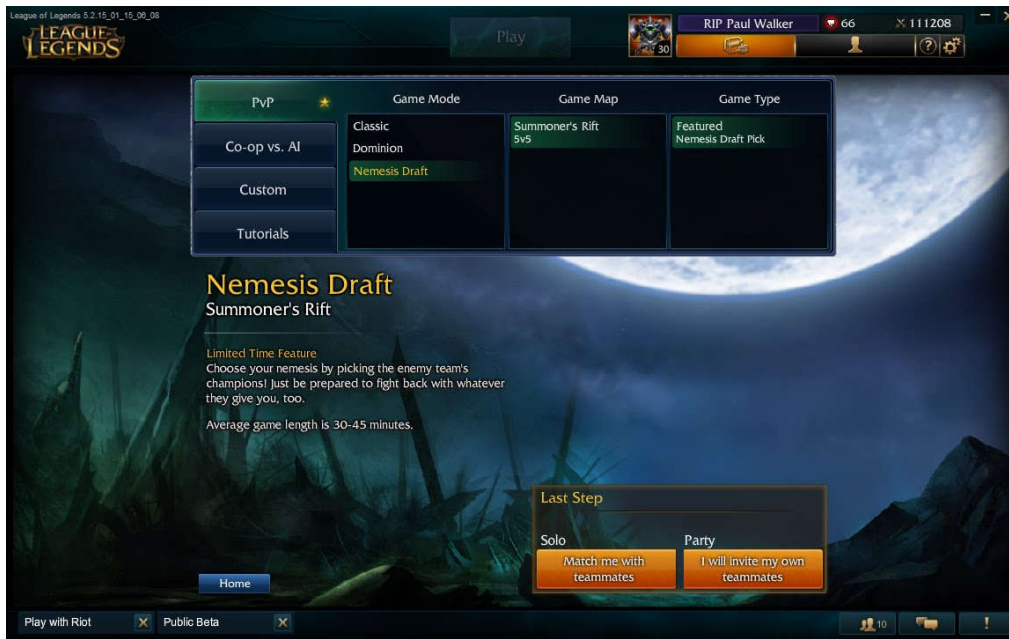 League of Legends 5.2.15_01_15_06_08
LEAGUE of LEGENDS
Play
30
RIP Paul Walker
66
111208
?
PvP
Co-op vs. AI
Custom
Tutorials
Game Mode
Classic
Dominion
Nemesis Draft
Game Map
Summoner's Rift
5v5
Game Type
Featured
Nemesis Draft Pick
Nemesis Draft
Summoner's Rift
Limited Time Feature
Choose your nemesis by picking the enemy team's
champions! Just be prepared to fight back with whatever
they give you, too.
Average game length is 30-45 minutes.
Last Step
Solo
Match me with
teammates
Party
I will invite my own
teammates
Home
Play with Riot
Public Beta
10
!